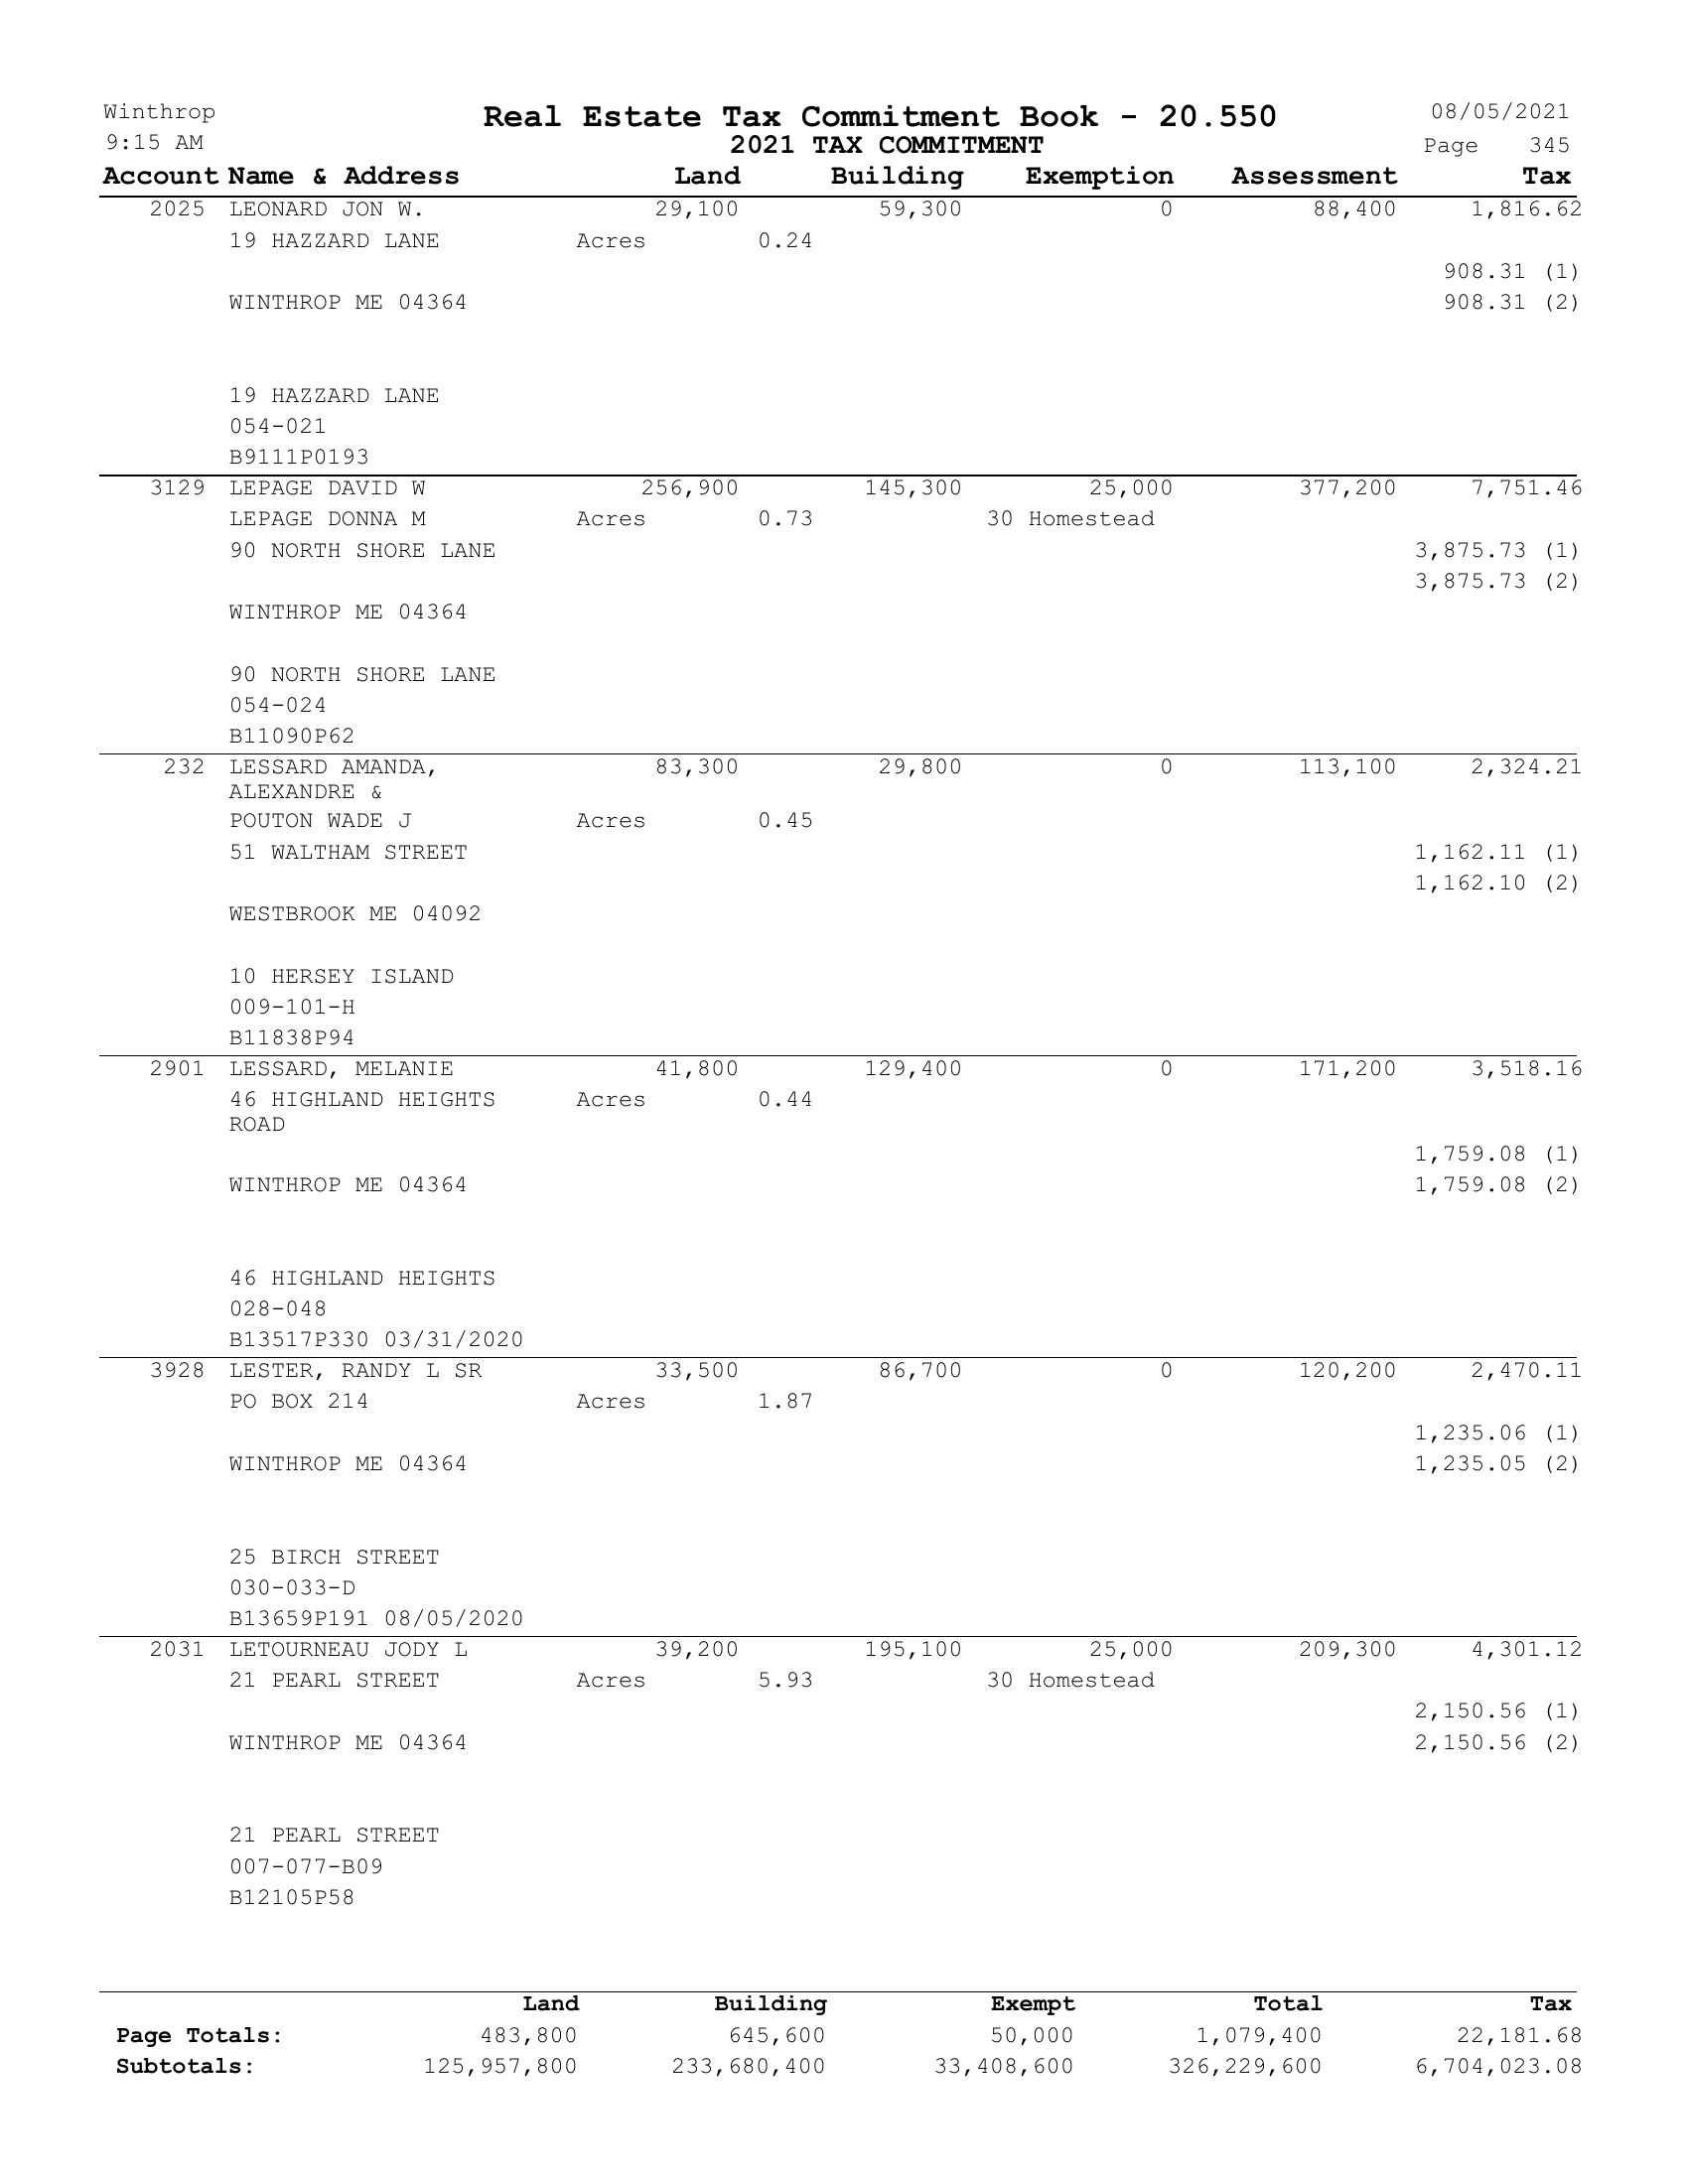 Winthrop Real Estate Tax Commitment Book - 20.550 08/05/2021
9:15 AM 2021 TAX COMMITMENT Page 345
Account Name & Address Land Building Exemption Assessment Tax
2025 LEONARD JON W. 29,100 59,300 0 88,400 1,816.62
19 HAZZARD LANE Acres 0.24
908.31 (1)
WINTHROP ME 04364 908.31 (2)
19 HAZZARD LANE
054-021
B9111P0193
3129 LEPAGE DAVID W 256,900 145,300 25,000 377,200 7,751.46
LEPAGE DONNA M Acres 0.73 30 Homestead
90 NORTH SHORE LANE 3,875.73 (1)
3,875.73 (2)
WINTHROP ME 04364
90 NORTH SHORE LANE
054-024
B11090P62
232 LESSARD AMANDA, 83,300 29,800 0 113,100 2,324.21
ALEXANDRE &
POUTON WADE J Acres 0.45
51 WALTHAM STREET 1,162.11 (1)
1,162.10 (2)
WESTBROOK ME 04092
10 HERSEY ISLAND
009-101-H
B11838P94
2901 LESSARD, MELANIE 41,800 129,400 0 171,200 3,518.16
46 HIGHLAND HEIGHTS Acres 0.44
ROAD
1,759.08 (1)
WINTHROP ME 04364 1,759.08 (2)
46 HIGHLAND HEIGHTS
028-048
B13517P330 03/31/2020
3928 LESTER, RANDY L SR 33,500 86,700 0 120,200 2,470.11
PO BOX 214 Acres 1.87
1,235.06 (1)
WINTHROP ME 04364 1,235.05 (2)
25 BIRCH STREET
030-033-D
B13659P191 08/05/2020
2031 LETOURNEAU JODY L 39,200 195,100 25,000 209,300 4,301.12
21 PEARL STREET Acres 5.93 30 Homestead
2,150.56 (1)
WINTHROP ME 04364 2,150.56 (2)
21 PEARL STREET
007-077-B09
B12105P58
Land Building Exempt Total Tax
Page Totals: 483,800 645,600 50,000 1,079,400 22,181.68
Subtotals: 125,957,800 233,680,400 33,408,600 326,229,600 6,704,023.08